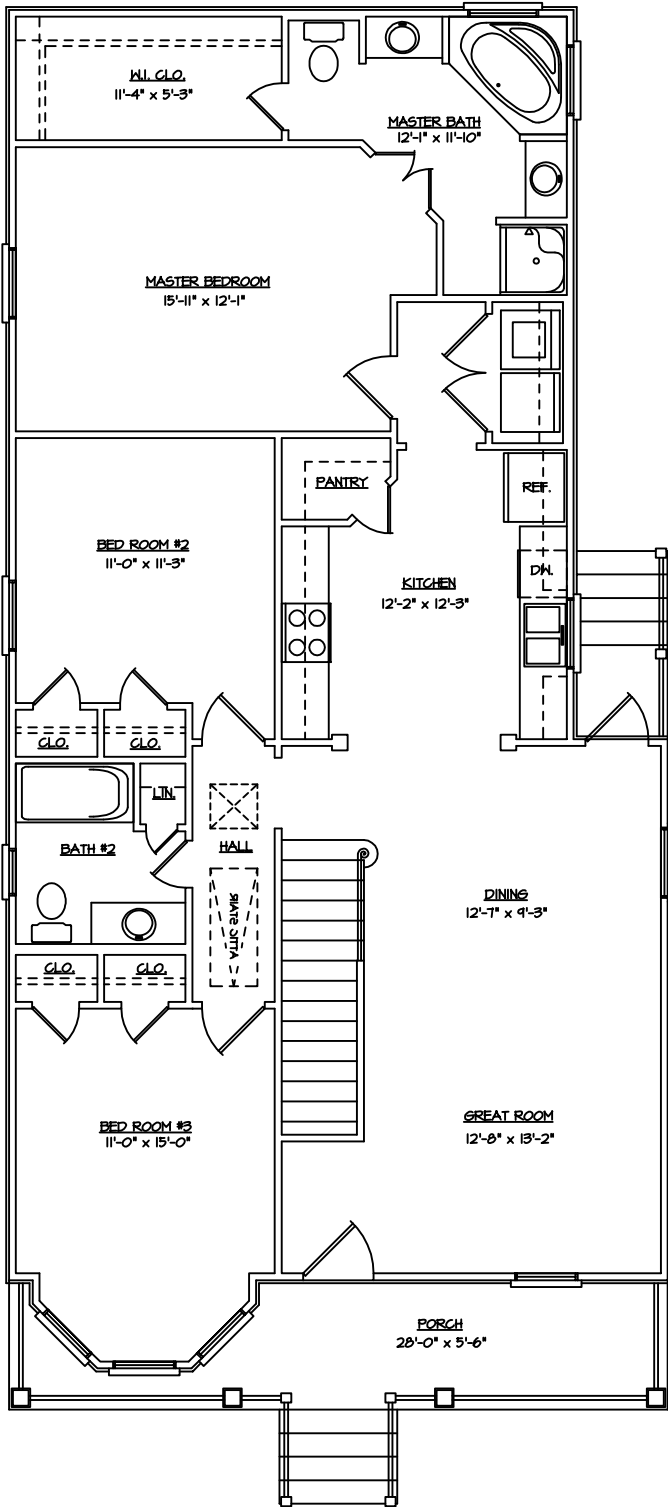 W.I. CLO.
11'-4" x 5'-3"
MASTER BATH
12'-1" x 11'-10"
MASTER BEDROOM
15'-11" x 12'-1"
PANTRY
REF.
BED ROOM #2
11'-0" x 11'-3"
D.W.
KITCHEN
12'-2" x 12'-3"
CLO.
CLO.
LIN.
BATH #2
HALL
ATTIC STAIR
DINING
12'-7" x 9'-3"
CLO.
CLO.
BED ROOM #3
11'-0" x 15'-0"
GREAT ROOM
12'-8" x 13'-2"
PORCH
28'-0" x 5'-6"